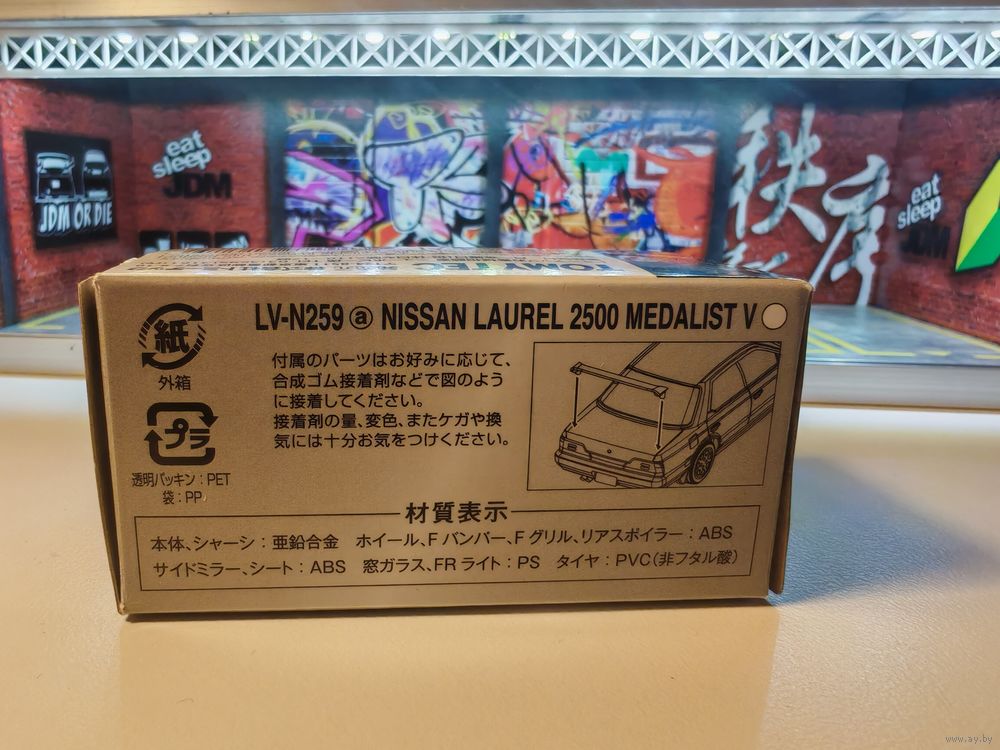 JDM OR DIE
eat
sleep
JDM
秩
庫
eat
sleep
JDM
TOMYTEC
LV-N259 ⓐ NISSAN LAUREL 2500 MEDALIST V
紙
外箱
プラ
透明パッキン：PET
袋：PP
付属のパーツはお好みに応じて、
合成ゴム接着剤などで図のよう
に接着してください。
接着剤の量、変色、またケガや換
気には十分お気をつけください。
材質表示
本体、シャーシ：亜鉛合金　ホイール、Fバンパー、Fグリル、リアスポイラー：ABS
サイドミラー、シート：ABS　窓ガラス、FRライト：PS　タイヤ：PVC（非フタル酸）
www.ay.by